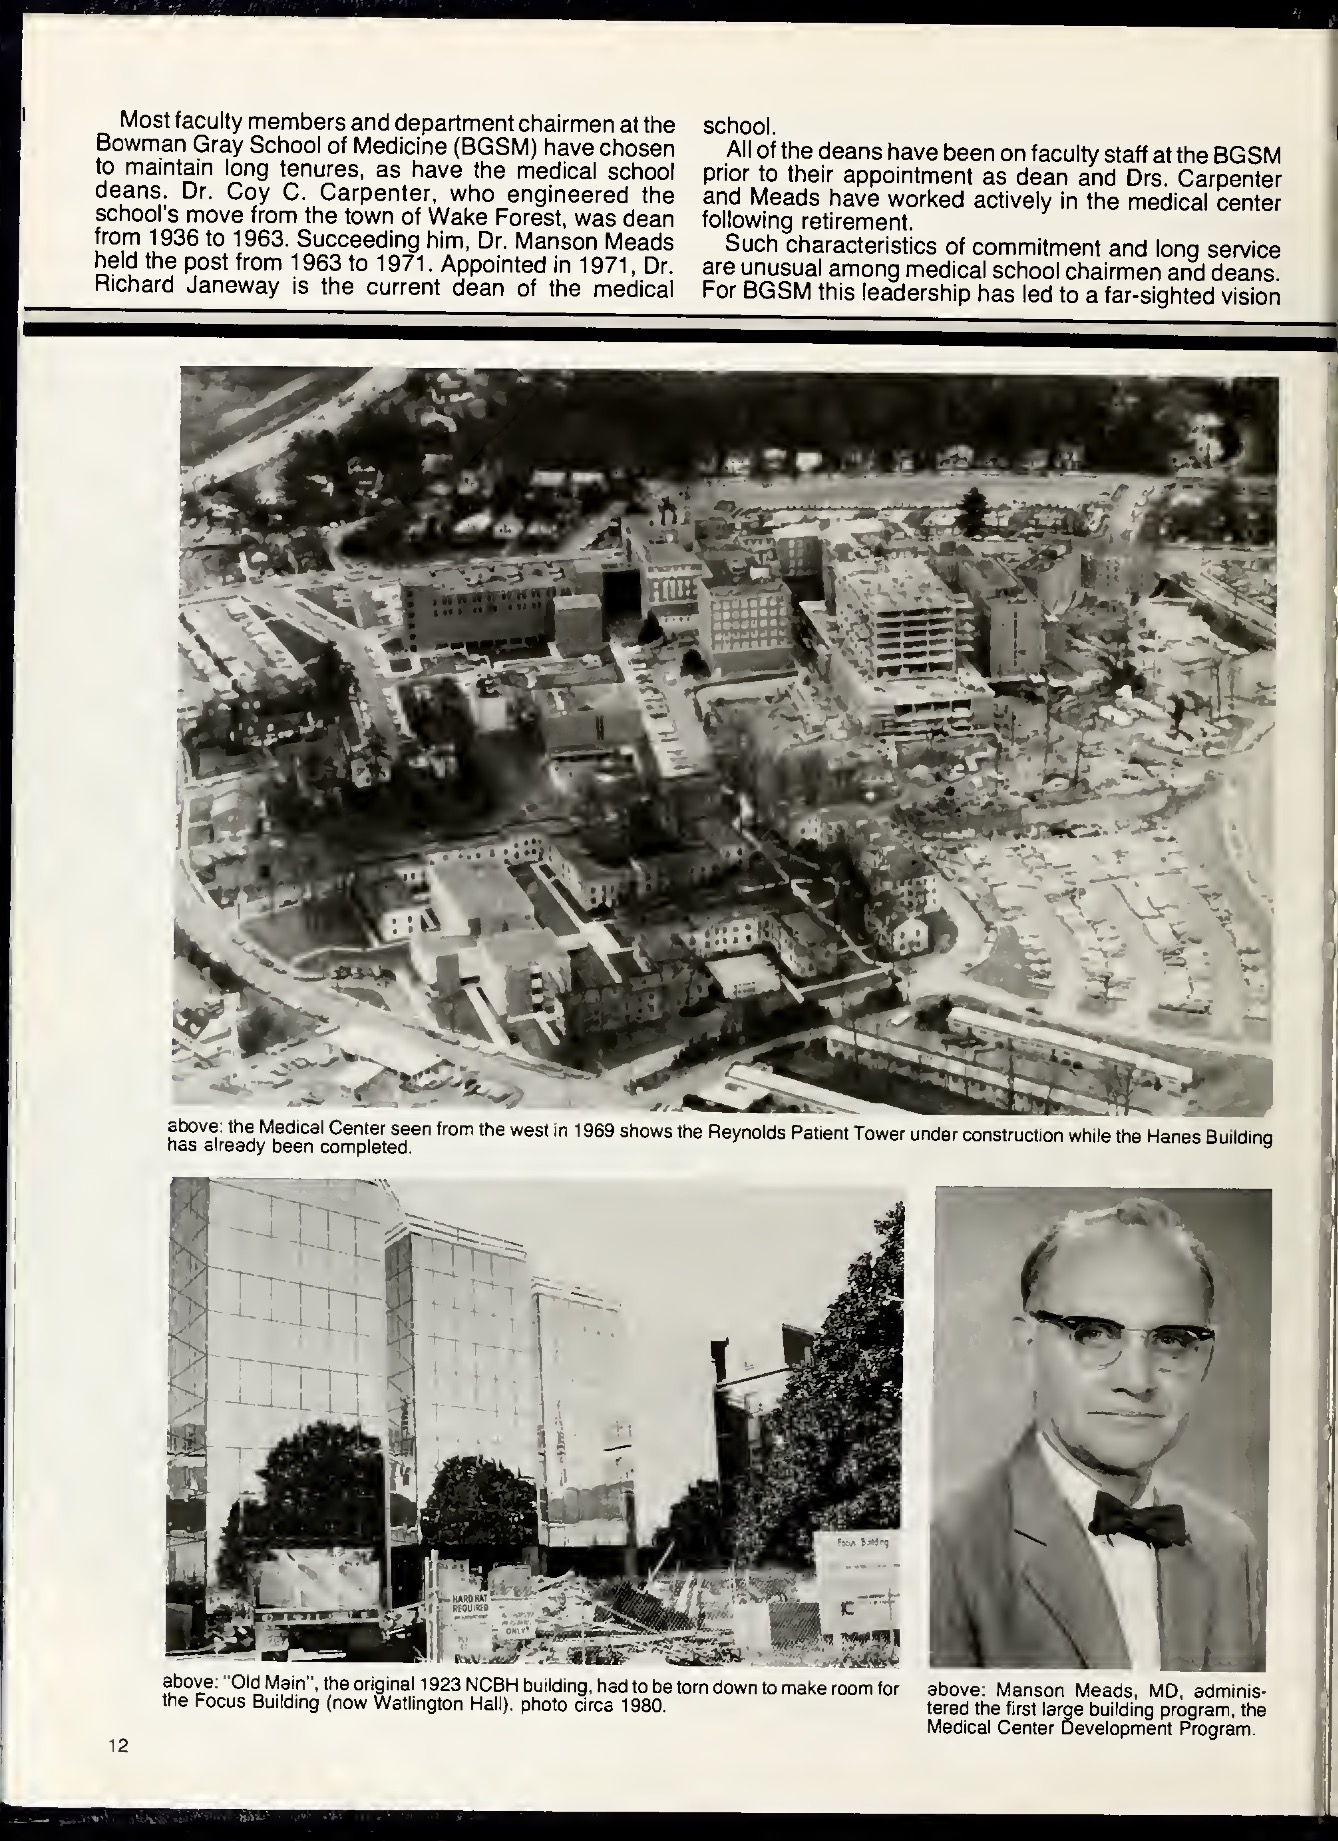 Most faculty members and department chairmen at the
Bowman Gray School of Medicine (BGSM) have chosen
to maintain long tenures, as have the medical school
deans. Dr. Coy C. Carpenter, who engineered the
school's move from the town of Wake Forest, was dean
from 1936 to 1963. Succeeding him, Dr. Manson Meads
held the post from 1963 to 1971. Appointed in 1971, Dr.
Richard Janeway is the current dean of the medical
school.
All of the deans have been on faculty staff at the BGSM
prior to their appointment as dean and Drs. Carpenter
and Meads have worked actively in the medical center
following retirement.
Such characteristics of commitment and long service
are unusual among medical school chairmen and deans.
For BGSM this leadership has led to a far-sighted vision
above: the Medical Center seen from the west in 1969 shows the Reynolds Patient Tower under construction while the Hanes Building
has already been completed.
Focus Building
HARD HAT
REQUIRED
ONLY
above: "Old Main", the original 1923 NCBH building, had to be torn down to make room for
the Focus Building (now Watlington Hall). photo circa 1980.
above: Manson Meads, MD, adminis-
tered the first large building program, the
Medical Center Development Program.
12